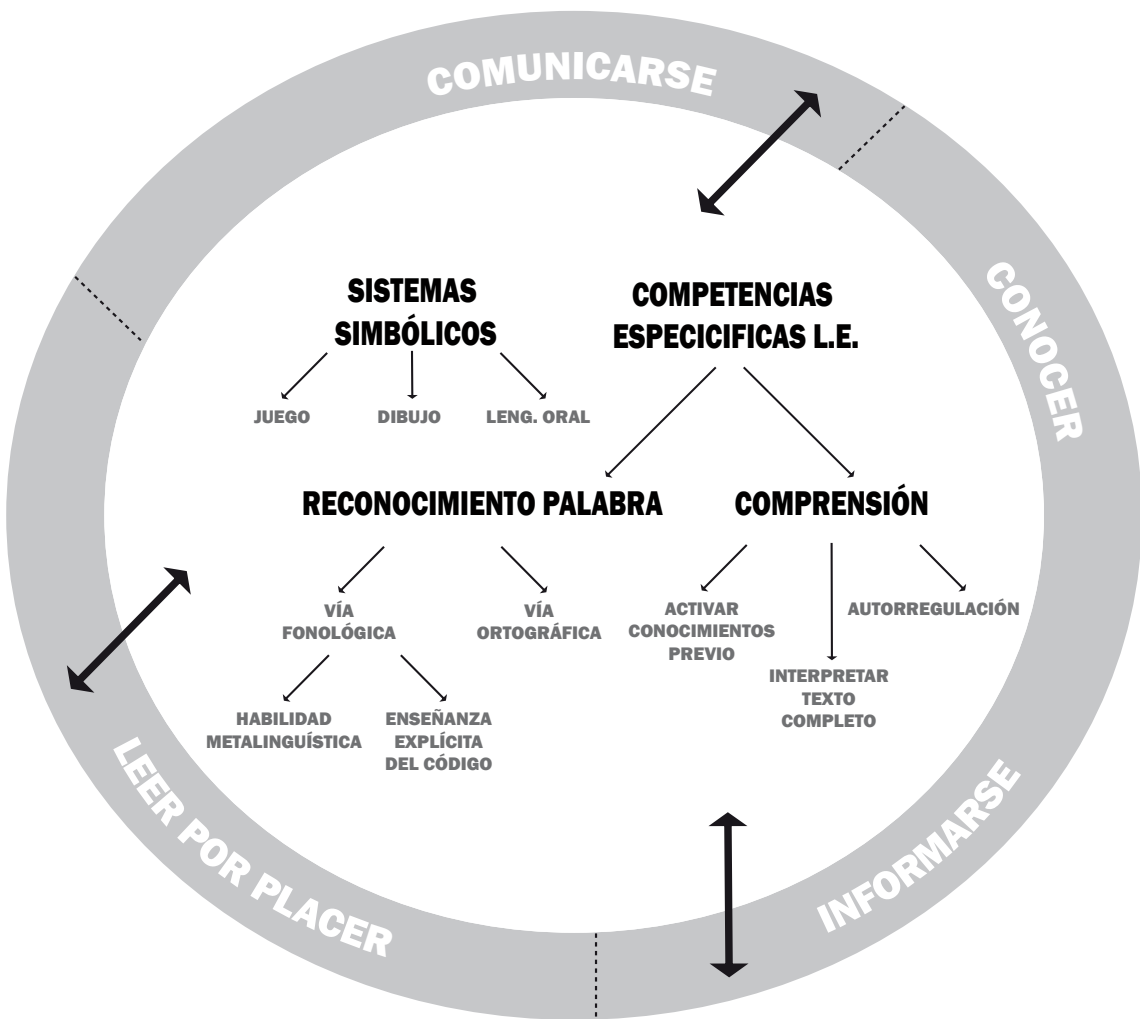 COMUNICARSE
CONOCER
SISTEMAS
SIMBÓLICOS
COMPETENCIAS
ESPECICIFICAS L.E.
JUEGO
DIBUJO
LENG. ORAL
RECONOCIMIENTO PALABRA
COMPRENSIÓN
VÍA
FONOLÓGICA
VÍA
ORTOGRÁFICA
ACTIVAR
CONOCIMIENTOS
PREVIO
AUTORREGULACIÓN
INTERPRETAR
TEXTO
COMPLETO
HABILIDAD
METALINGUÍSTICA
ENSEÑANZA
EXPLÍCITA
DEL CÓDIGO
LEER POR PLACER
INFORMARSE